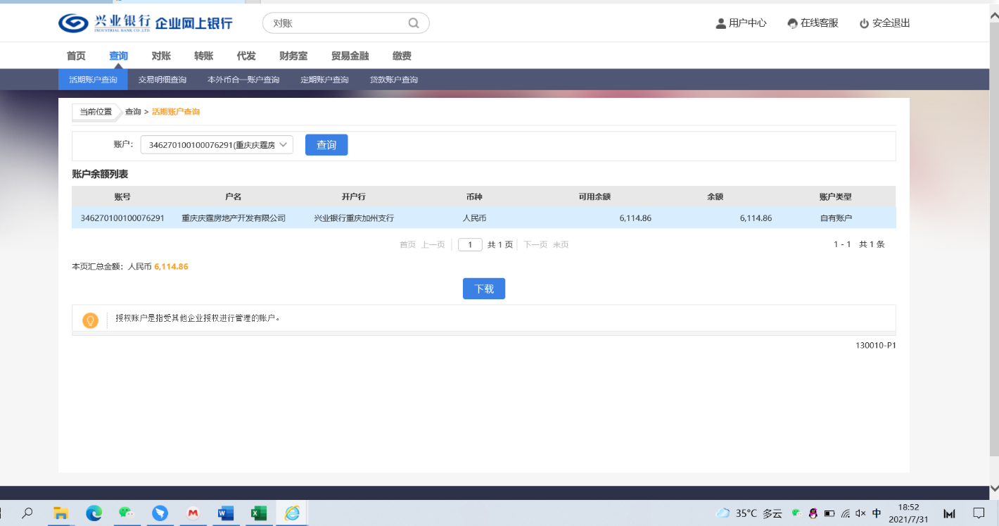 兴业银行 企业网上银行 对账 用户中心 在线客服 安全退出
INDUSTRIAL BANK CO.,LTD.
首页 查询 对账 转账 代发 财务室 贸易金融 缴费
活期账户查询 交易明细查询 本外币合一账户查询 定期账户查询 贷款账户查询
当前位置 查询 > 活期账户查询
账户： 346270100100076291(重庆庆霆房 查询
账户余额列表
账号 户名 开户行 币种 可用余额 余额 账户类型
346270100100076291 重庆庆霆房地产开发有限公司 兴业银行重庆加州支行 人民币 6,114.86 6,114.86 自有账户
首页 上一页 1 共 1 页 下一页 末页 1 - 1 共 1 条
本页汇总金额：人民币 6,114.86
下载
授权账户是指受其他企业授权进行管理的账户。
130010-P1
35°C 多云 中 18:52
2021/7/31